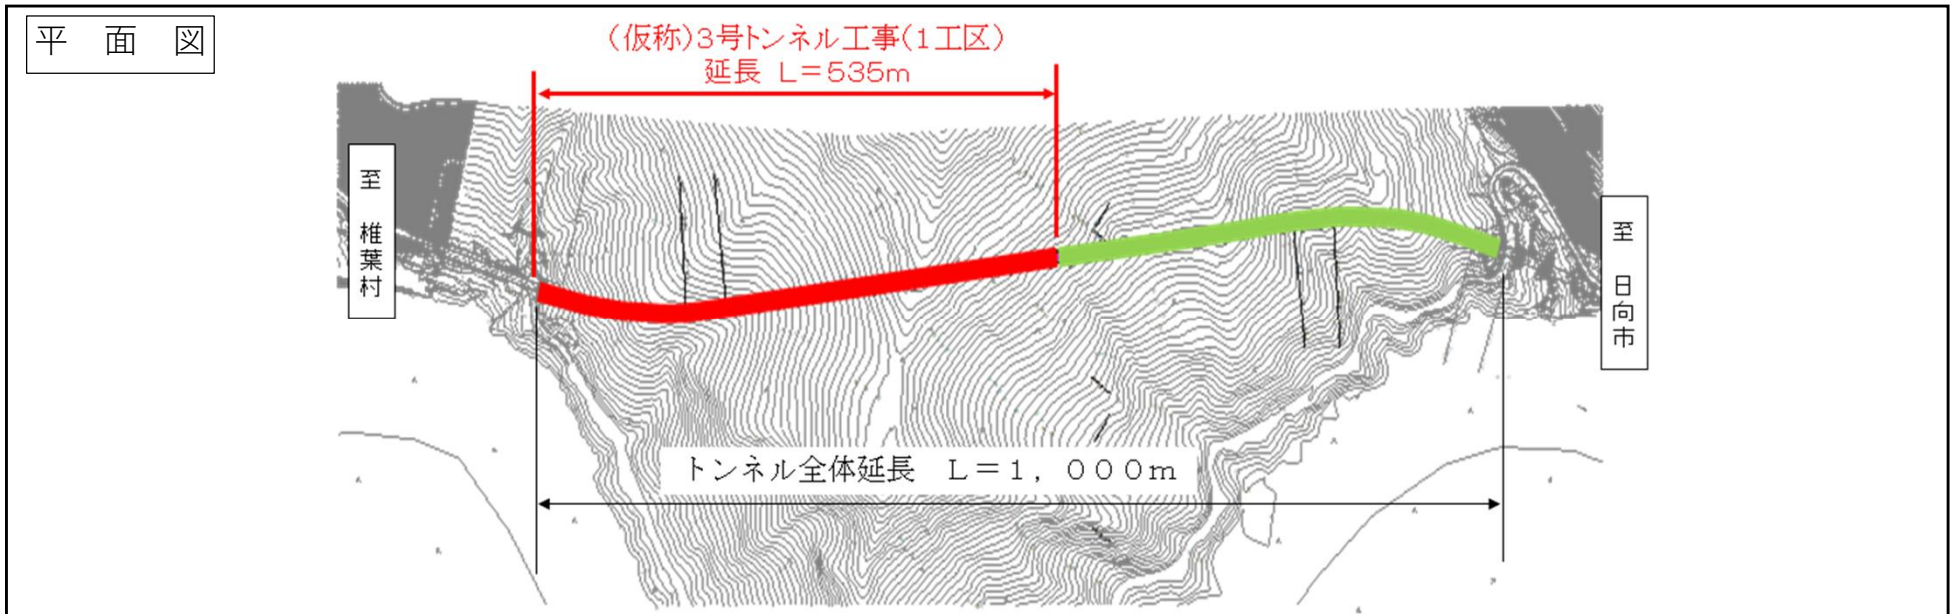 平 面 図
(仮称)3号トンネル工事(1工区)
延長 L=535m
至 椎葉村
至 日向市
トンネル全体延長 L=1,000m